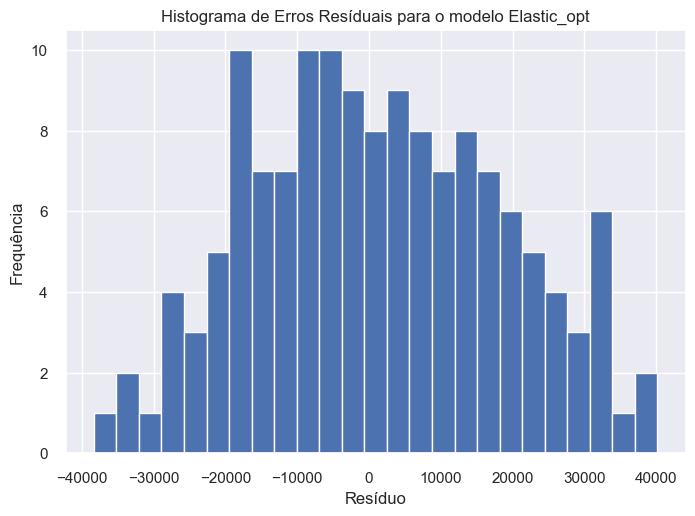 Histograma de Erros Resíduais para o modelo Elastic_opt
Frequência
10
8
6
4
2
0
−40000 −30000 −20000 −10000 0 10000 20000 30000 40000
Resíduo